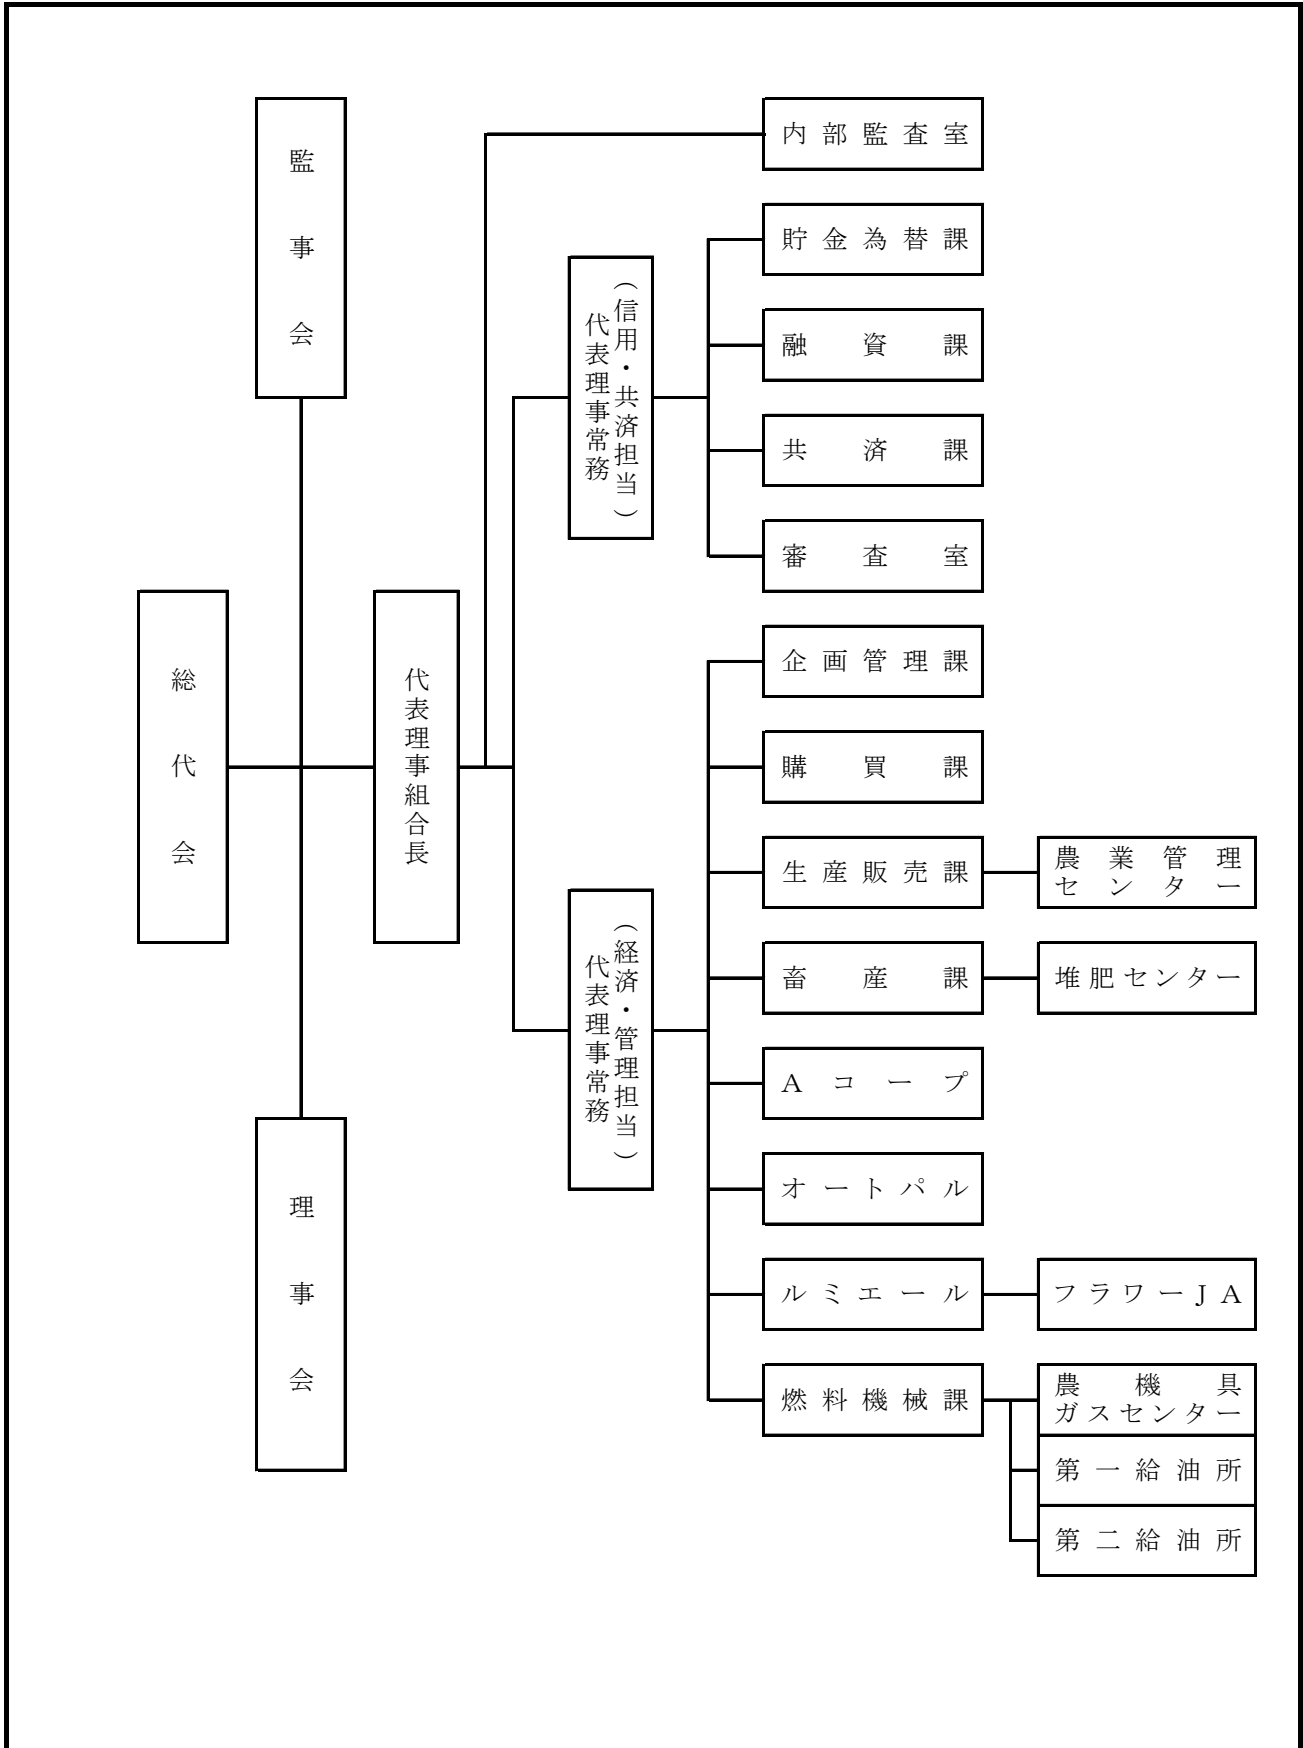 監事会
総代会
理事会
代表理事組合長
代表理事常務
（信用・共済担当）
代表理事常務
（経済・管理担当）
内部監査室
貯金為替課
融資課
共済課
審査室
企画管理課
購買課
生産販売課
農業管理
センター
畜産課
堆肥センター
Aコープ
オートパル
ルミエール
フラワーJA
燃料機械課
農機具
ガスセンター
第一給油所
第二給油所